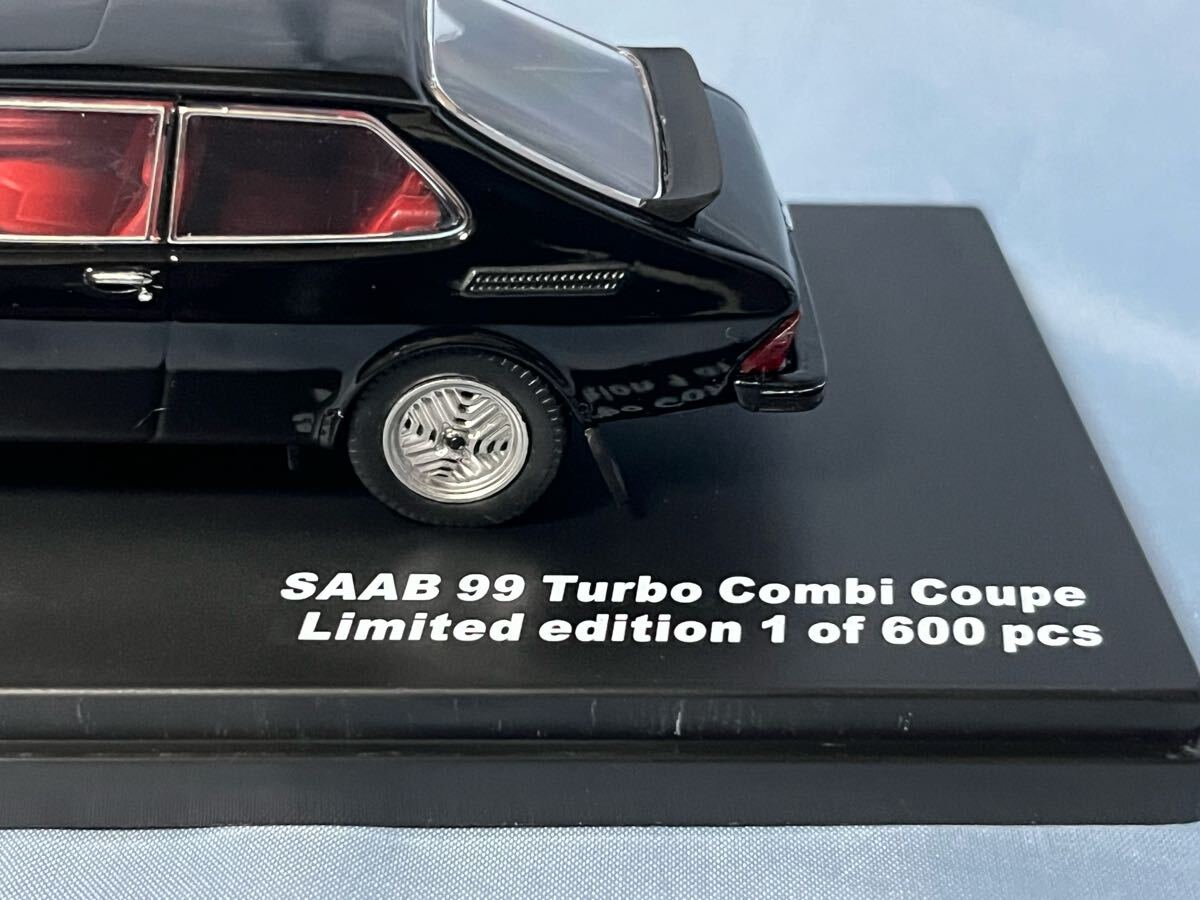 SAAB 99 Turbo Combi Coupe
Limited edition 1 of 600 pcs